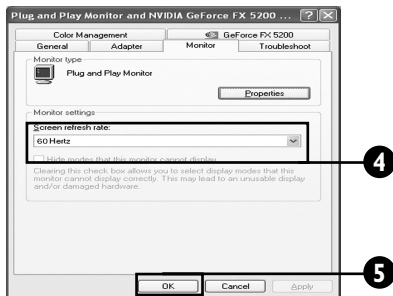 Plug and Play Monitor and NVIDIA GeForce FX 5200 ...
Color Management
GeForce FX 5200
General
Adapter
Monitor
Troubleshoot
Monitor type
Plug and Play Monitor
Properties
Monitor settings
Screen refresh rate:
60 Hertz
Hide modes that this monitor cannot display
Clearing this check box allows you to select display modes that this
monitor cannot display correctly. This may lead to an unusable display
and/or damaged hardware.
4
OK
Cancel
Apply
5